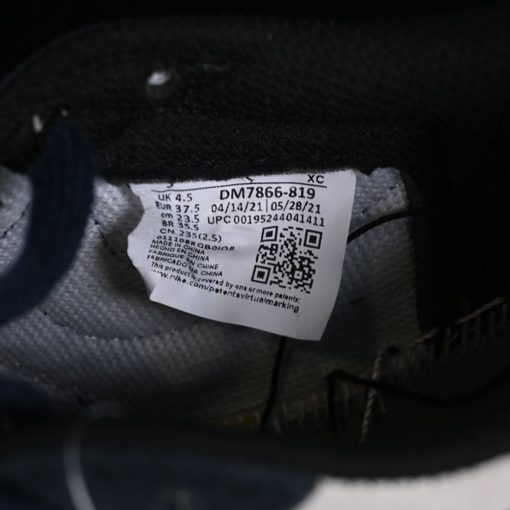 XC
UK 4.5 DM7866-819
EUR 37.5 04/14/21 05/28/21
cm 23.5 UPC 00195244041411
BR 35.5
CN 235(2.5)
MADE IN CHINA
HECHO EN CHINA
FABRIQUE EN CHINE
FABRICADO NA CHINA
This product is covered by one or more patents:
www.nike.com/patentsvirtualmarking